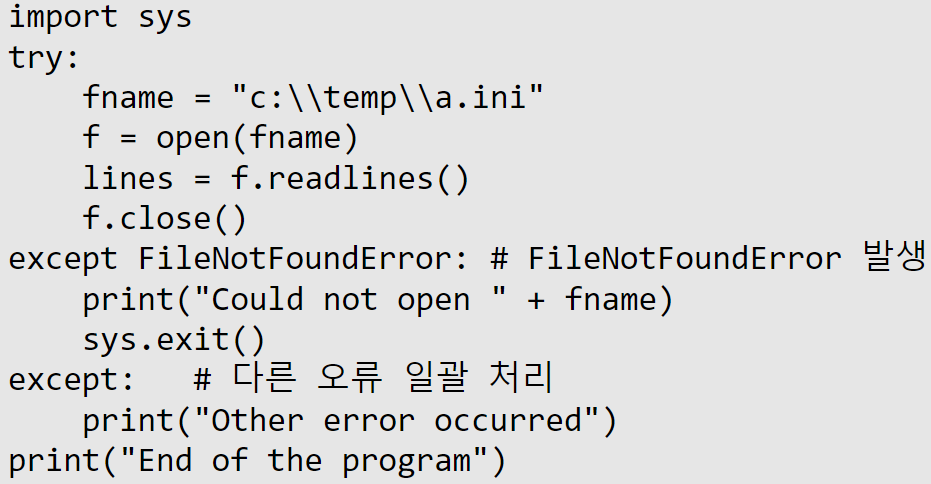 import sys
try:
    fname = "c:\\temp\\a.ini"
    f = open(fname)
    lines = f.readlines()
    f.close()
except FileNotFoundError: # FileNotFoundError 발생
    print("Could not open " + fname)
    sys.exit()
except:   # 다른 오류 일괄 처리
    print("Other error occurred")
print("End of the program")